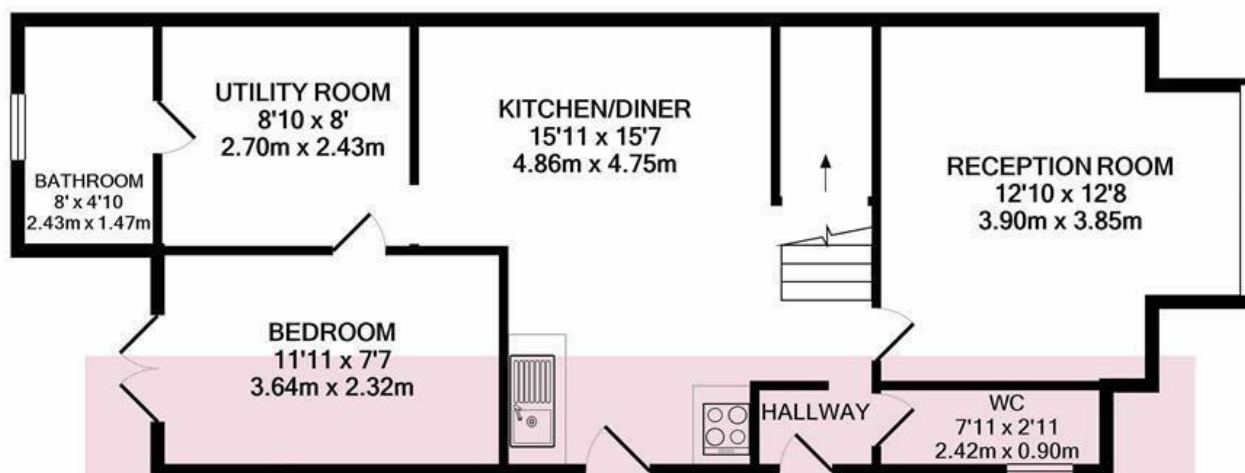 UTILITY ROOM
8'10 x 8'
2.70m x 2.43m
KITCHEN/DINER
15'11 x 15'7
4.86m x 4.75m
BATHROOM
8' x 4'10
2.43m x 1.47m
RECEPTION ROOM
12'10 x 12'8
3.90m x 3.85m
BEDROOM
11'11 x 7'7
3.64m x 2.32m
HALLWAY
WC
7'11 x 2'11
2.42m x 0.90m